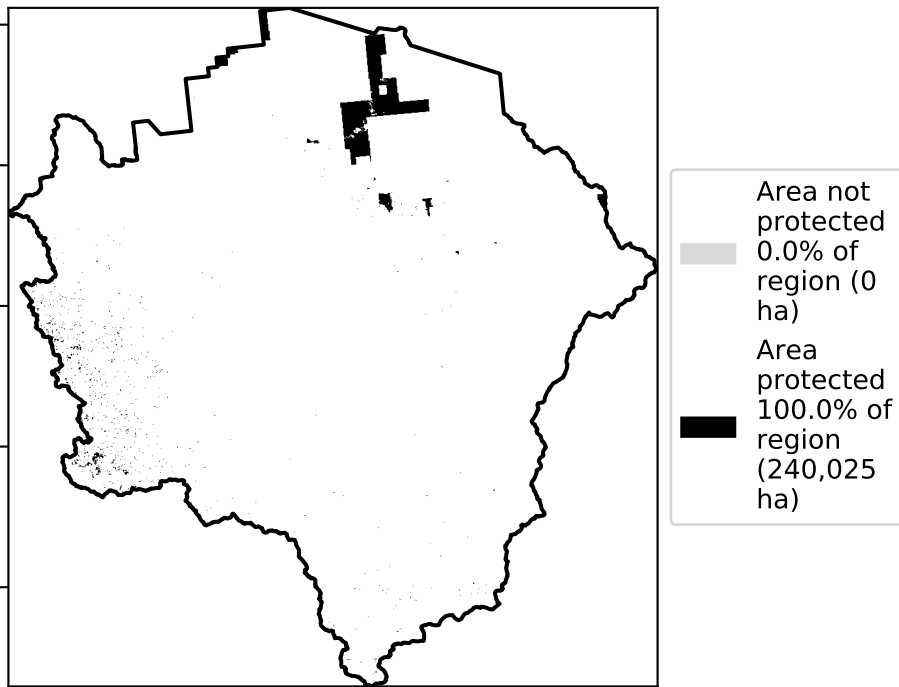 Area not
protected
0.0% of
region (0
ha)
Area
protected
100.0% of
region
(240,025
ha)